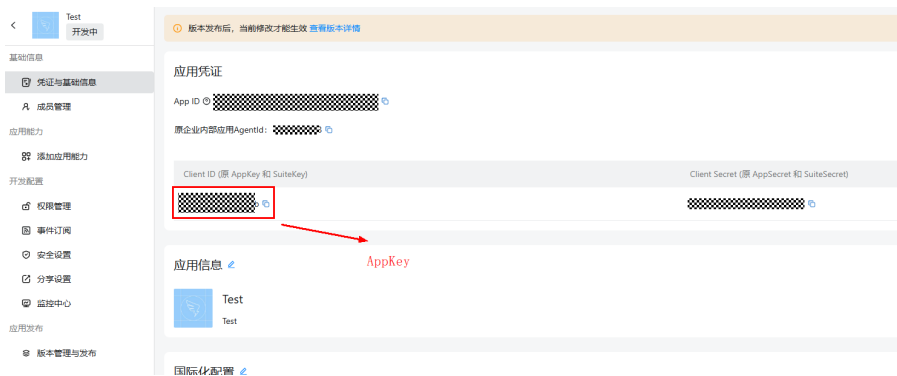 Test
开发中
版本发布后，当前修改才能生效 查看版本详情
基础信息
凭证与基础信息
成员管理
应用能力
添加应用能力
开发配置
权限管理
事件订阅
安全设置
分享设置
监控中心
应用发布
版本管理与发布
应用凭证
App ID
原企业内部应用AgentId：
Client ID (原 AppKey 和 SuiteKey)
Client Secret (原 AppSecret 和 SuiteSecret)
AppKey
应用信息
Test
Test
国际化配置